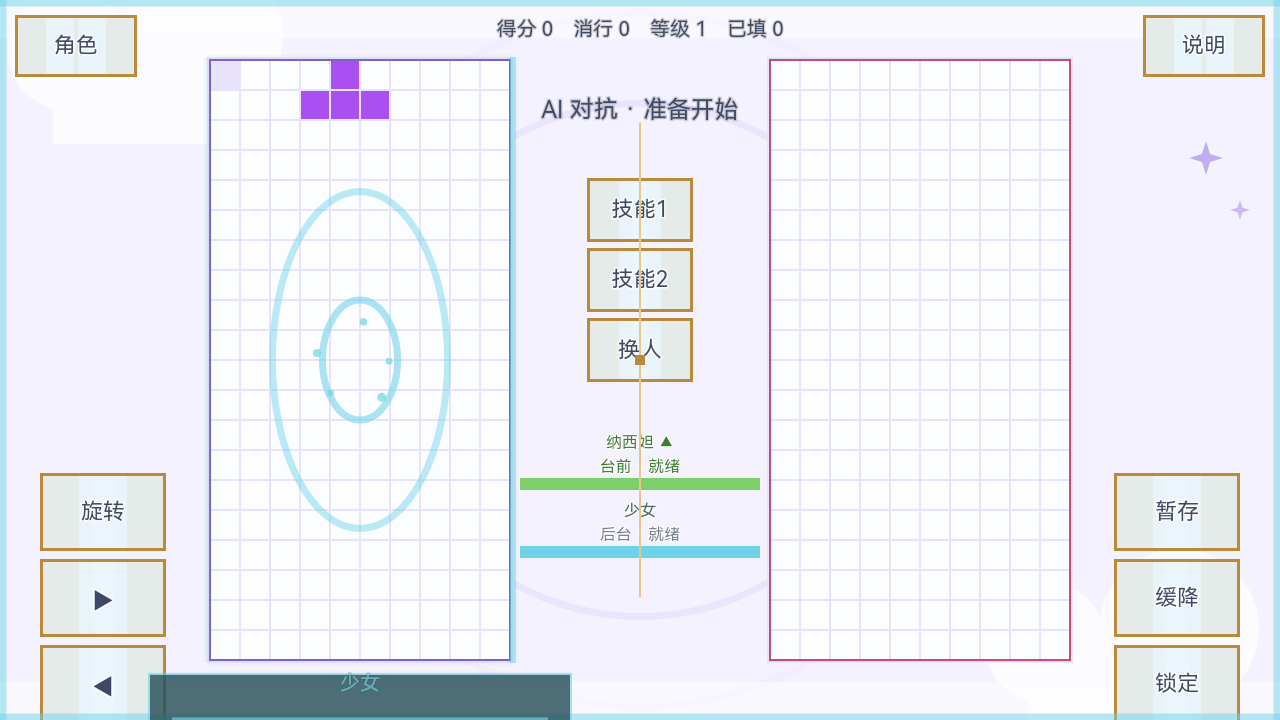 得分 0 消行 0 等级 1 已填 0
角色
说明
AI 对抗 · 准备开始
技能1
技能2
换人
纳西妲 ▲
台前 就绪
少女
后台 就绪
旋转
▶
◀
暂存
缓降
锁定
少女